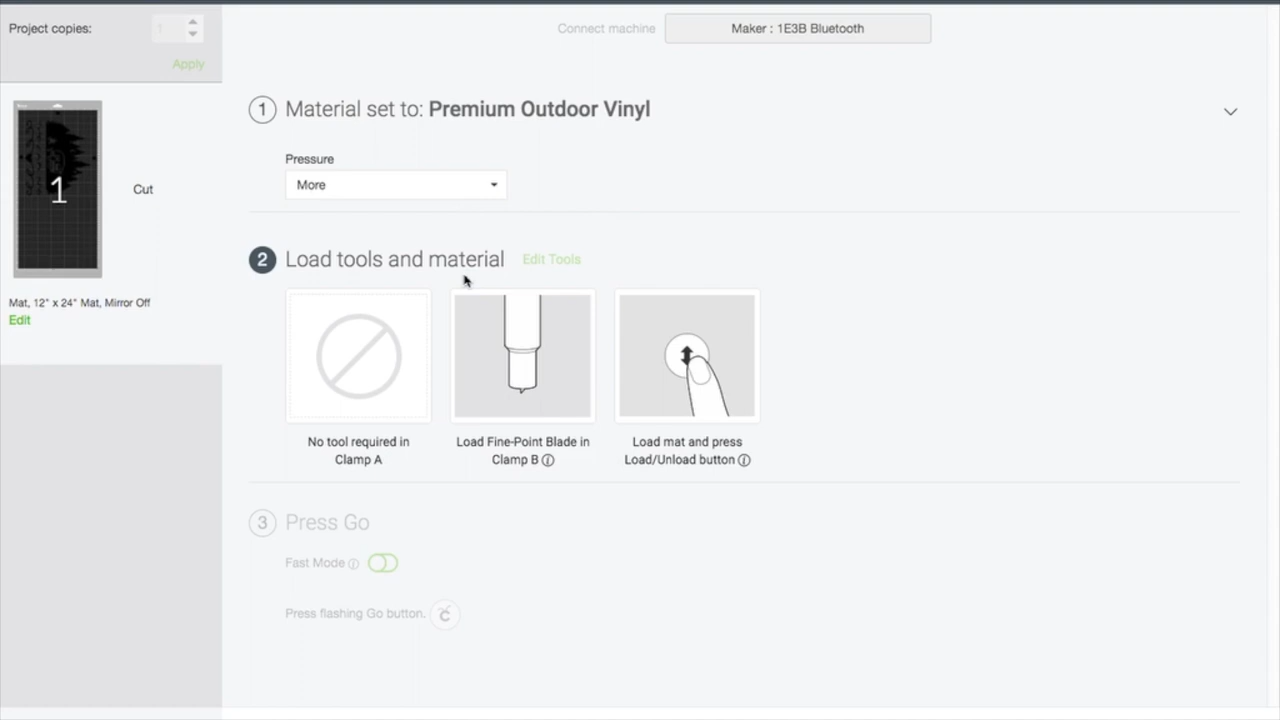 Project copies:
1
Apply
Connect machine
Maker : 1E3B Bluetooth
1
Cut
Mat, 12" x 24" Mat, Mirror Off
Edit
1 Material set to: Premium Outdoor Vinyl
Pressure
More
2 Load tools and material
Edit Tools
No tool required in
Clamp A
Load Fine-Point Blade in
Clamp B i
Load mat and press
Load/Unload button i
3 Press Go
Fast Mode i
Press flashing Go button.